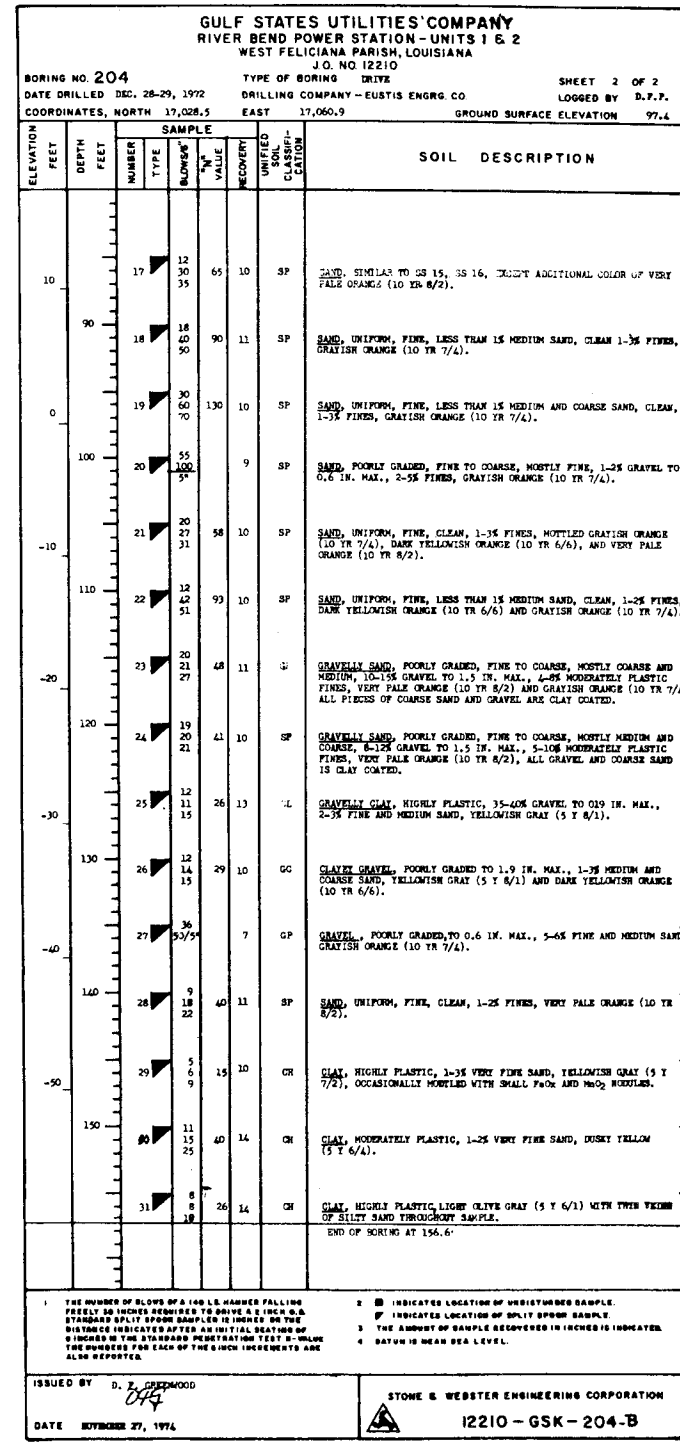 GULF STATES UTILITIES COMPANY
RIVER BEND POWER STATION - UNITS 1 & 2
WEST FELICIANA PARISH, LOUISIANA
J.O. NO. 12210
BORING NO. 204 TYPE OF BORING DRIVE SHEET 2 OF 2
DATE DRILLED DEC. 28-29, 1972 DRILLING COMPANY - EUSTIS ENGRG. CO. LOGGED BY D.F.P.
COORDINATES, NORTH 17,028.5 EAST 17,060.9 GROUND SURFACE ELEVATION 97.4
ELEVATION FEET DEPTH FEET SAMPLE NUMBER TYPE BLOWS/6" "N" VALUE RECOVERY UNIFIED SOIL CLASSIFI-CATION SOIL DESCRIPTION
10
17 12 30 35 65 10 SP SAND, SIMILAR TO SS 15, SS 16, EXCEPT ADDITIONAL COLOR OF VERY
PALE ORANGE (10 YR 8/2).
90
18 18 40 50 90 11 SP SAND, UNIFORM, FINE, LESS THAN 1% MEDIUM SAND, CLEAN 1-3% FINES,
GRAYISH ORANGE (10 YR 7/4).
0
19 30 60 70 130 10 SP SAND, UNIFORM, FINE, LESS THAN 1% MEDIUM AND COARSE SAND, CLEAN,
1-3% FINES, GRAYISH ORANGE (10 YR 7/4).
100
20 55 100 5" 9 SP SAND, POORLY GRADED, FINE TO COARSE, MOSTLY FINE, 1-2% GRAVEL TO
0.6 IN. MAX., 2-5% FINES, GRAYISH ORANGE (10 YR 7/4).
-10
21 20 27 31 58 10 SP SAND, UNIFORM, FINE, CLEAN, 1-3% FINES, MOTTLED GRAYISH ORANGE
(10 YR 7/4), DARK YELLOWISH ORANGE (10 YR 6/6), AND VERY PALE
ORANGE (10 YR 8/2).
110
22 12 42 51 93 10 SP SAND, UNIFORM, FINE, LESS THAN 1% MEDIUM SAND, CLEAN, 1-2% FINES,
DARK YELLOWISH ORANGE (10 YR 6/6) AND GRAYISH ORANGE (10 YR 7/4)
-20
23 20 21 27 48 11 GRAVELLY SAND, POORLY GRADED, FINE TO COARSE, MOSTLY COARSE AND
MEDIUM, 10-15% GRAVEL TO 1.5 IN. MAX., 4-8% MODERATELY PLASTIC
FINES, VERY PALE ORANGE (10 YR 8/2) AND GRAYISH ORANGE (10 YR 7/4
ALL PIECES OF COARSE SAND AND GRAVEL ARE CLAY COATED.
120
24 19 20 21 41 10 SP GRAVELLY SAND, POORLY GRADED, FINE TO COARSE, MOSTLY MEDIUM AND
COARSE, 8-12% GRAVEL TO 1.5 IN. MAX., 5-10% MODERATELY PLASTIC
FINES, VERY PALE ORANGE (10 YR 8/2), ALL GRAVEL AND COARSE SAND
IS CLAY COATED.
-30
25 12 11 15 26 13 GRAVELLY CLAY, HIGHLY PLASTIC, 35-40% GRAVEL TO 019 IN. MAX.,
2-3% FINE AND MEDIUM SAND, YELLOWISH GRAY (5 Y 8/1).
130
26 12 14 15 29 10 GC CLAYEY GRAVEL, POORLY GRADED TO 1.9 IN. MAX., 1-3% MEDIUM AND
COARSE SAND, YELLOWISH GRAY (5 Y 8/1) AND DARK YELLOWISH ORANGE
(10 YR 6/6).
-40
27 36 50/5" 7 GP GRAVEL, POORLY GRADED, TO 0.6 IN. MAX., 5-6% FINE AND MEDIUM SAND
GRAYISH ORANGE (10 YR 7/4).
140
28 9 18 22 40 11 SP SAND, UNIFORM, FINE, CLEAN, 1-2% FINES, VERY PALE ORANGE (10 YR
8/2).
-50
29 5 6 9 15 10 CH CLAY, HIGHLY PLASTIC, 1-3% VERY FINE SAND, YELLOWISH GRAY (5 Y
7/2), OCCASIONALLY MOTTLED WITH SMALL FeOx AND MnO2 NODULES.
150
30 11 15 25 40 14 CH CLAY, MODERATELY PLASTIC, 1-2% VERY FINE SAND, DUSKY YELLOW
(5 Y 6/4).
31 8 8 18 26 14 CH CLAY, HIGHLY PLASTIC, LIGHT OLIVE GRAY (5 Y 6/1) WITH THIN VEINS
OF SILTY SAND THROUGHOUT SAMPLE.
END OF BORING AT 156.6'
1 THE NUMBER OF BLOWS OF A 140 LB. HAMMER FALLING
FREELY 30 INCHES REQUIRED TO DRIVE A 2 INCH O.D.
STANDARD SPLIT SPOON SAMPLER 12 INCHES OR THE
DISTANCE INDICATED AFTER AN INITIAL SEATING OF
6 INCHES IS THE STANDARD PENETRATION TEST N-VALUE
THE NUMBERS FOR EACH OF THE 6 INCH INCREMENTS ARE
ALSO REPORTED.
2 INDICATES LOCATION OF UNDISTURBED SAMPLE.
INDICATES LOCATION OF SPLIT SPOON SAMPLE.
3 THE AMOUNT OF SAMPLE RECOVERED IN INCHES IS INDICATED.
4 DATUM IS MEAN SEA LEVEL.
ISSUED BY D. F. GREENWOOD
DATE NOVEMBER 27, 1974
STONE & WEBSTER ENGINEERING CORPORATION
12210 - GSK - 204-B